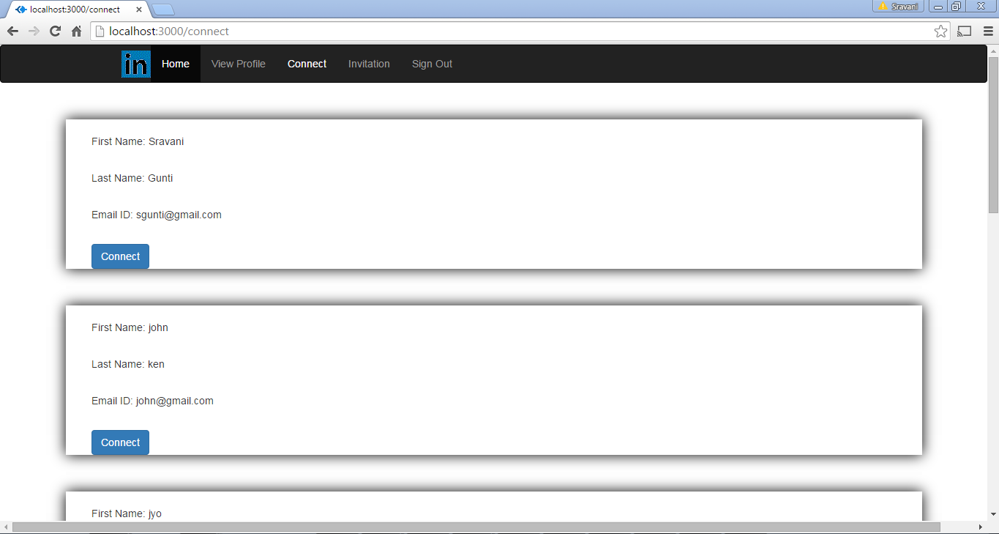 localhost:3000/connect
Sravani
localhost:3000/connect
in Home View Profile Connect Invitation Sign Out
First Name: Sravani
Last Name: Gunti
Email ID: sgunti@gmail.com
Connect
First Name: john
Last Name: ken
Email ID: john@gmail.com
Connect
First Name: jyo